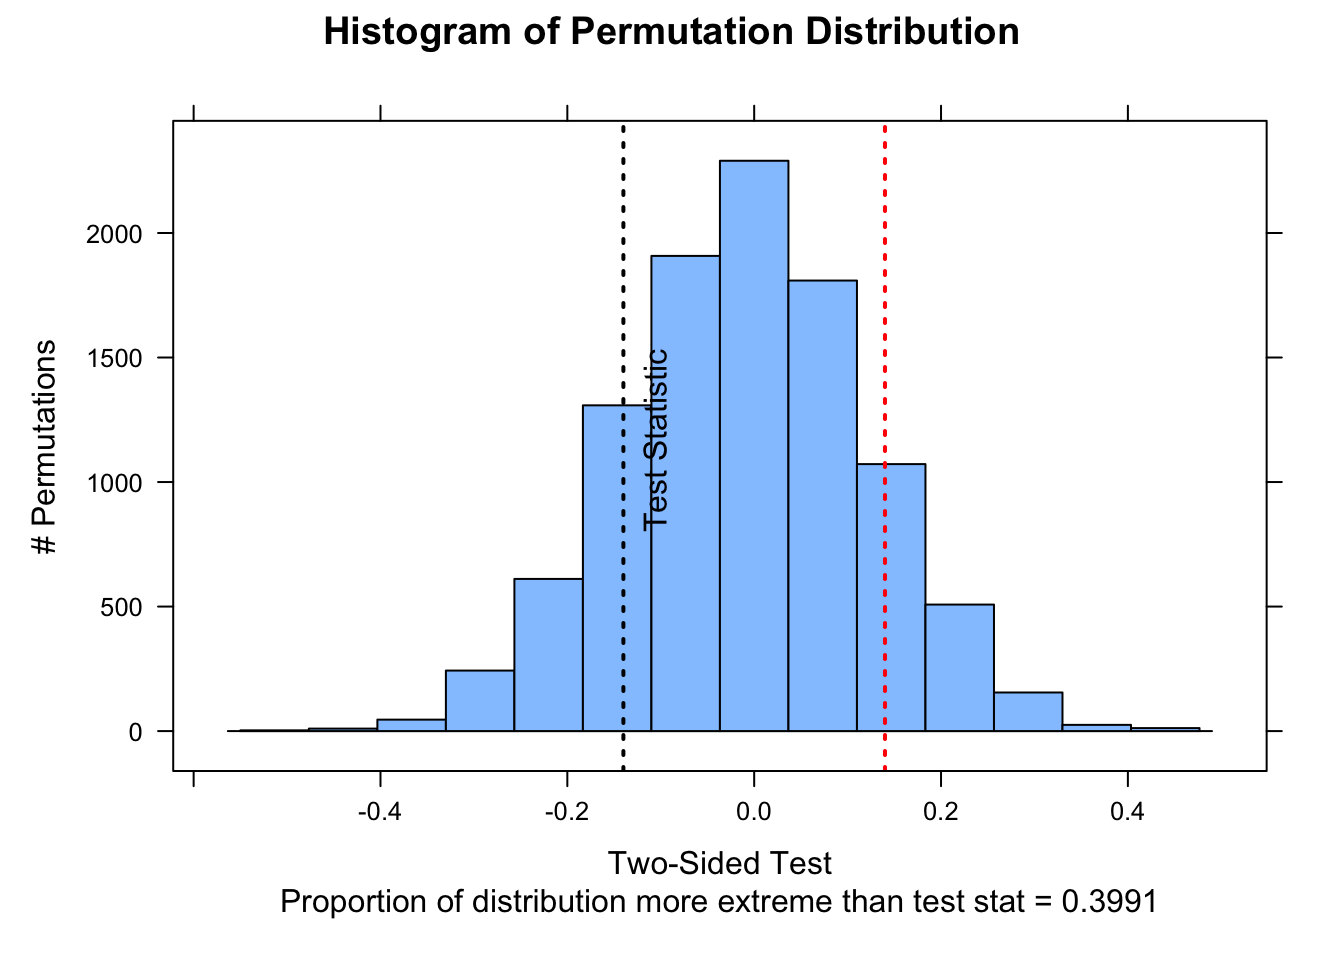 Histogram of Permutation Distribution
# Permutations
2000
1500
1000
500
0
Test Statistic
-0.4 -0.2 0.0 0.2 0.4
Two-Sided Test
Proportion of distribution more extreme than test stat = 0.3991